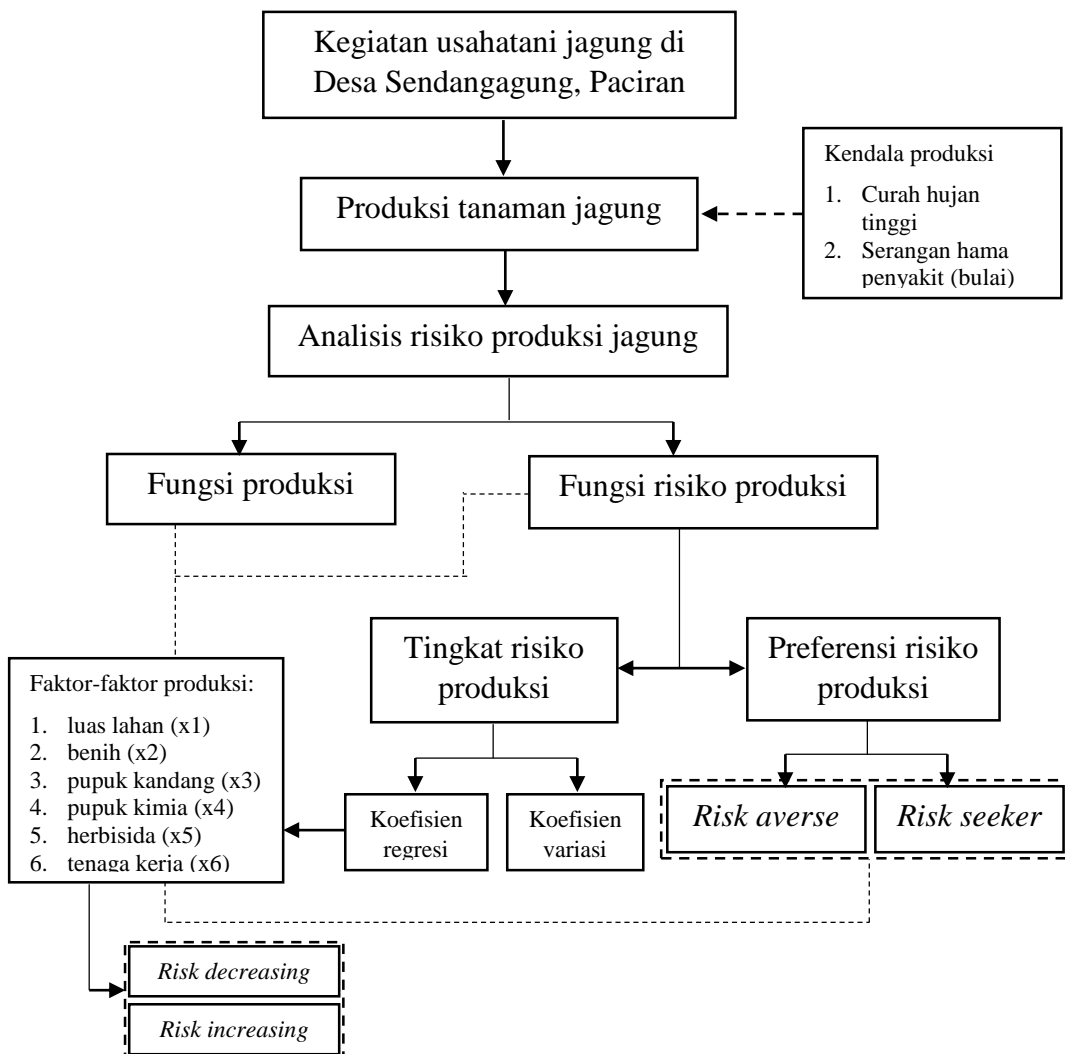 Kegiatan usahatani jagung di
Desa Sendangagung, Paciran
Kendala produksi
1. Curah hujan
tinggi
2. Serangan hama
penyakit (bulai)
Produksi tanaman jagung
Analisis risiko produksi jagung
Fungsi produksi
Fungsi risiko produksi
Tingkat risiko
produksi
Preferensi risiko
produksi
Faktor-faktor produksi:
1. luas lahan (x1)
2. benih (x2)
3. pupuk kandang (x3)
4. pupuk kimia (x4)
5. herbisida (x5)
6. tenaga kerja (x6)
Koefisien
regresi
Koefisien
variasi
Risk averse
Risk seeker
Risk decreasing
Risk increasing